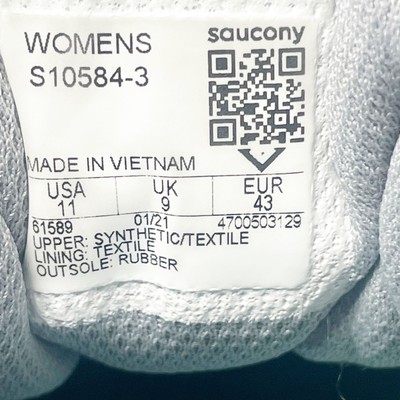 WOMENS
S10584-3
saucony
MADE IN VIETNAM
USA UK EUR
11 9 43
61589 01/21 4700503129
UPPER: SYNTHETIC/TEXTILE
LINING: TEXTILE
OUTSOLE: RUBBER